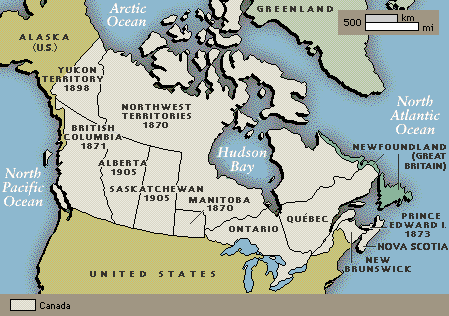 Arctic
Ocean
GREENLAND
500
km
mi
ALASKA
(U.S.)
YUKON
TERRITORY
1898
NORTHWEST
TERRITORIES
1870
North
Atlantic
Ocean
BRITISH
COLUMBIA
1871
NEWFOUNDLAND
(GREAT
BRITAIN)
Hudson
Bay
ALBERTA
1905
North
Pacific
Ocean
SASKATCHEWAN
1905
MANITOBA
1870
QUÉBEC
PRINCE
EDWARD I.
1873
ONTARIO
NOVA SCOTIA
NEW
BRUNSWICK
UNITED STATES
Canada